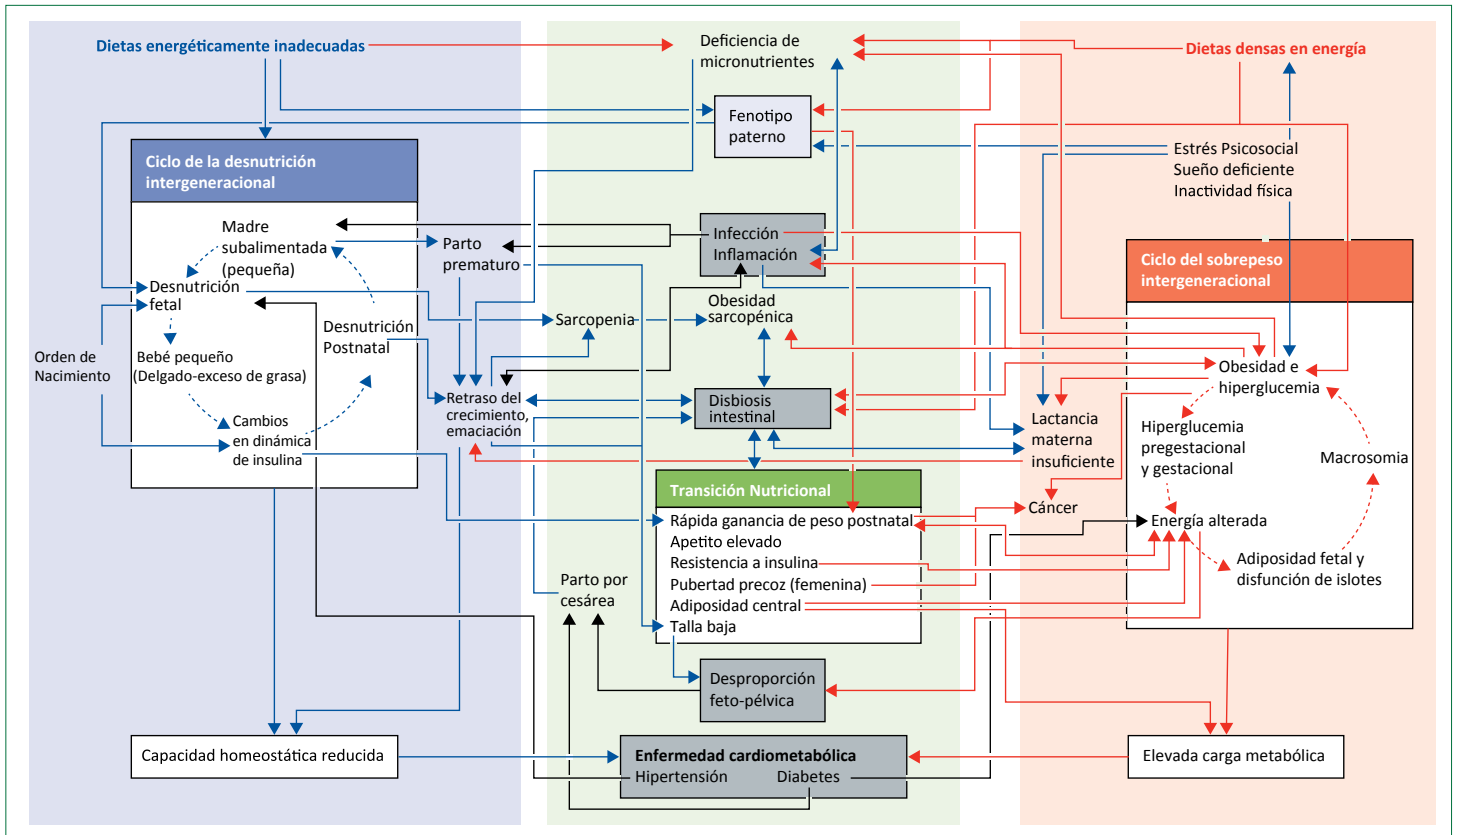 Dietas energéticamente inadecuadas
Deficiencia de
micronutrientes
Dietas densas en energía
Fenotipo
paterno
Estrés Psicosocial
Sueño deficiente
Inactividad física
Ciclo de la desnutrición
intergeneracional
Madre
subalimentada
(pequeña)
Parto
prematuro
Desnutrición
fetal
Desnutrición
Postnatal
Orden de
Nacimiento
Bebé pequeño
(Delgado-exceso de grasa)
Cambios
en dinámica
de insulina
Infección
Inflamación
Sarcopenia
Obesidad
sarcopénica
Retraso del
crecimiento,
emaciación
Disbiosis
intestinal
Lactancia
materna
insuficiente
Cáncer
Ciclo del sobrepeso
intergeneracional
Obesidad e
hiperglucemia
Hiperglucemia
pregestacional
y gestacional
Macrosomia
Energía alterada
Adiposidad fetal y
disfunción de islotes
Transición Nutricional
Rápida ganancia de peso postnatal
Apetito elevado
Resistencia a insulina
Pubertad precoz (femenina)
Adiposidad central
Talla baja
Parto por
cesárea
Desproporción
feto-pélvica
Capacidad homeostática reducida
Enfermedad cardiometabólica
Hipertensión Diabetes
Elevada carga metabólica